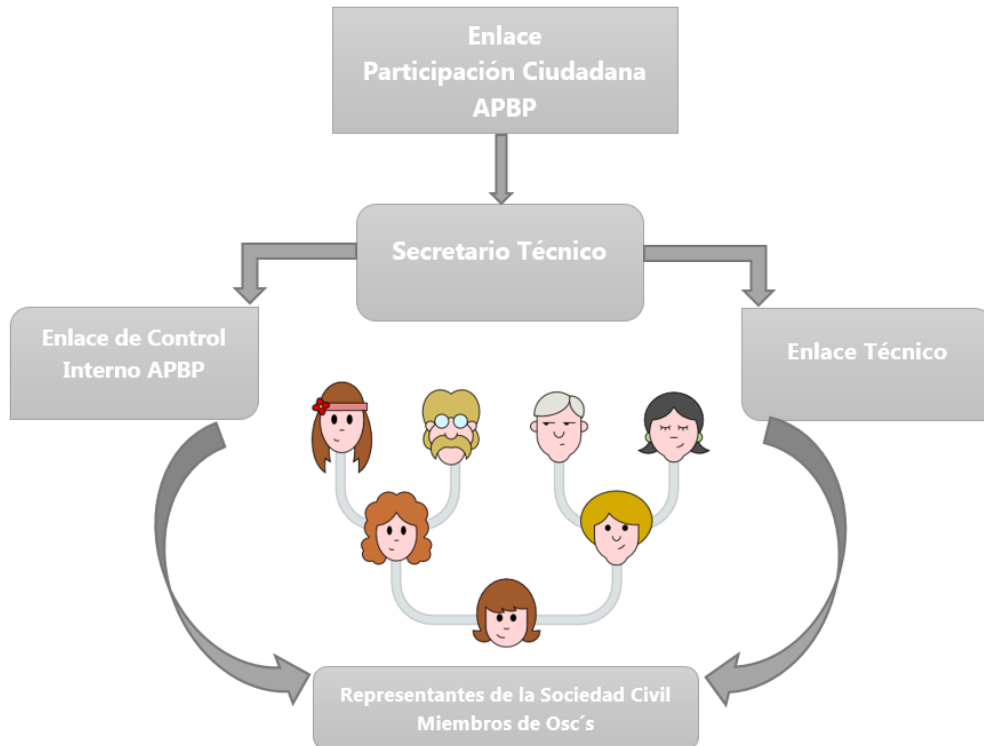 Enlace
Participación Ciudadana
APBP
Secretario Técnico
Enlace de Control
Interno APBP
Enlace Técnico
Representantes de la Sociedad Civil
Miembros de Osc´s